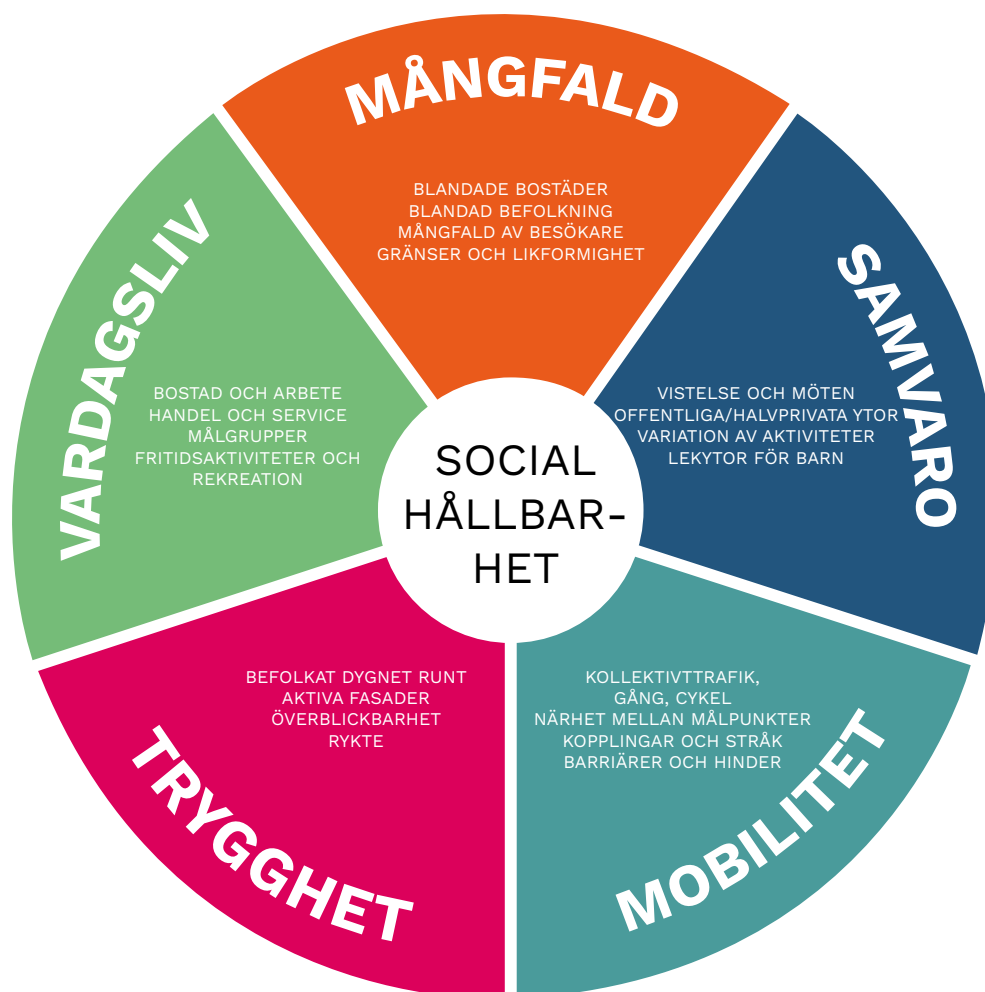 MÅNGFALD
BLANDADE BOSTÄDER
BLANDAD BEFOLKNING
MÅNGFALD AV BESÖKARE
GRÄNSER OCH LIKFORMIGHET
SAMVARO
VISTELSE OCH MÖTEN
OFFENTLIGA/HALVPRIVATA YTOR
VARIATION AV AKTIVITETER
LEKYTOR FÖR BARN
MOBILITET
KOLLEKTIVTTRAFIK,
GÅNG, CYKEL
NÄRHET MELLAN MÅLPUNKTER
KOPPLINGAR OCH STRÅK
BARRIÄRER OCH HINDER
TRYGGHET
BEFOLKAT DYGNET RUNT
AKTIVA FASADER
ÖVERBLICKBARHET
RYKTE
VARDAGSLIV
BOSTAD OCH ARBETE
HANDEL OCH SERVICE
MÅLGRUPPER
FRITIDSAKTIVITETER OCH
REKREATION
SOCIAL
HÅLLBAR-
HET